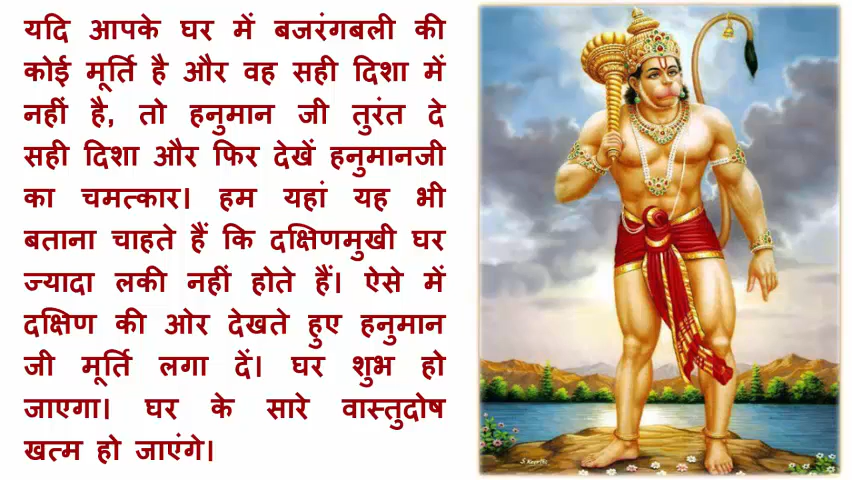 यदि आपके घर में बजरंगबली की
कोई मूर्ति है और वह सही दिशा में
नहीं है, तो हनुमान जी तुरंत दे
सही दिशा और फिर देखें हनुमानजी
का चमत्कार। हम यहां यह भी
बताना चाहते हैं कि दक्षिणमुखी घर
ज्यादा लकी नहीं होते हैं। ऐसे में
दक्षिण की ओर देखते हुए हनुमान
जी मूर्ति लगा दें। घर शुभ हो
जाएगा। घर के सारे वास्तुदोष
खत्म हो जाएंगे।